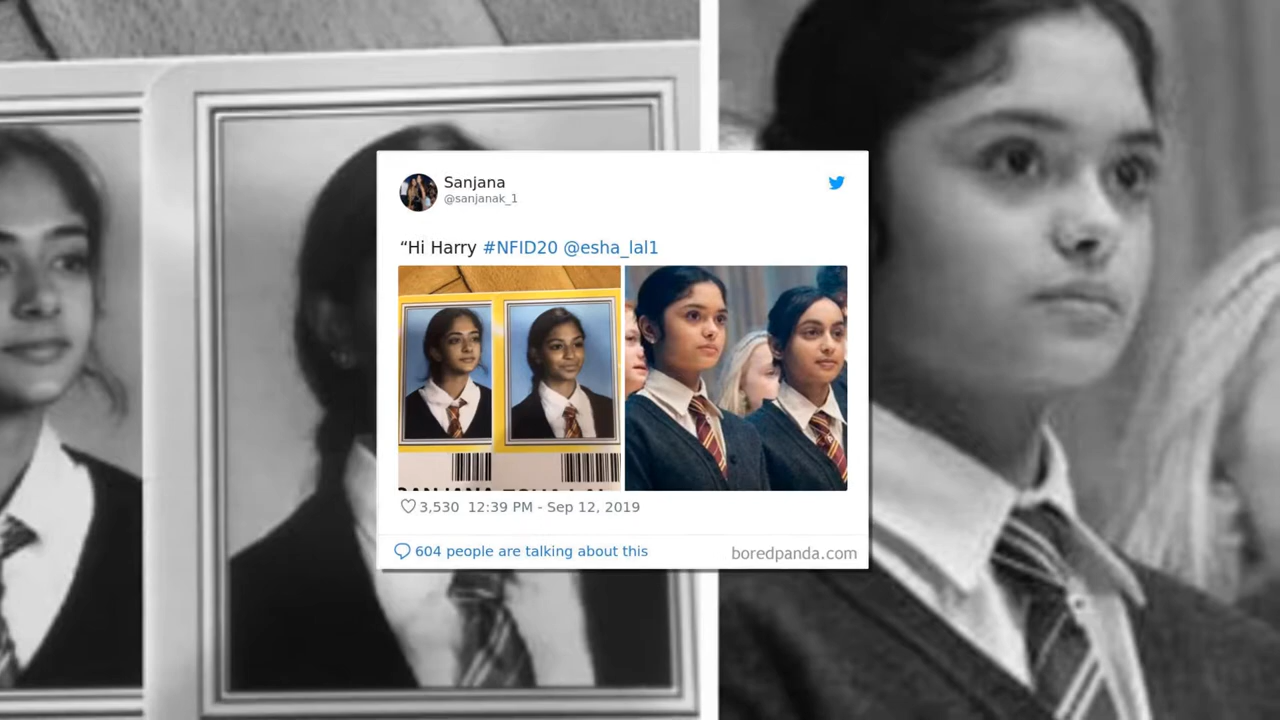 Sanjana
@sanjanak_1
“Hi Harry #NFID20 @esha_lal1
3,530 12:39 PM - Sep 12, 2019
604 people are talking about this
boredpanda.com